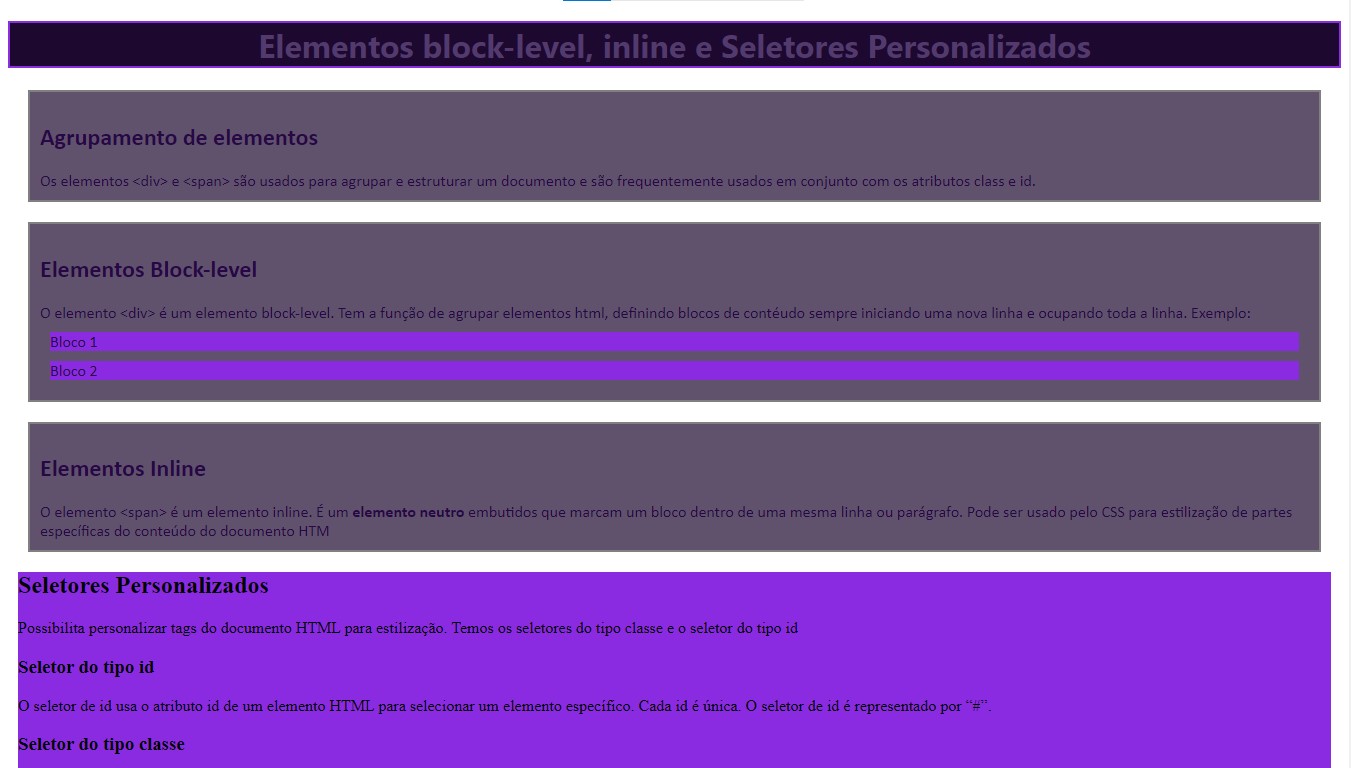 Elementos block-level, inline e Seletores Personalizados
Agrupamento de elementos
Os elementos <div> e <span> são usados para agrupar e estruturar um documento e são frequentemente usados em conjunto com os atributos class e id.
Elementos Block-level
O elemento <div> é um elemento block-level. Tem a função de agrupar elementos html, definindo blocos de contéudo sempre iniciando uma nova linha e ocupando toda a linha. Exemplo:
Bloco 1
Bloco 2
Elementos Inline
O elemento <span> é um elemento inline. É um elemento neutro embutidos que marcam um bloco dentro de uma mesma linha ou parágrafo. Pode ser usado pelo CSS para estilização de partes
específicas do conteúdo do documento HTM
Seletores Personalizados
Possibilita personalizar tags do documento HTML para estilização. Temos os seletores do tipo classe e o seletor do tipo id
Seletor do tipo id
O seletor de id usa o atributo id de um elemento HTML para selecionar um elemento específico. Cada id é única. O seletor de id é representado por “#”.
Seletor do tipo classe